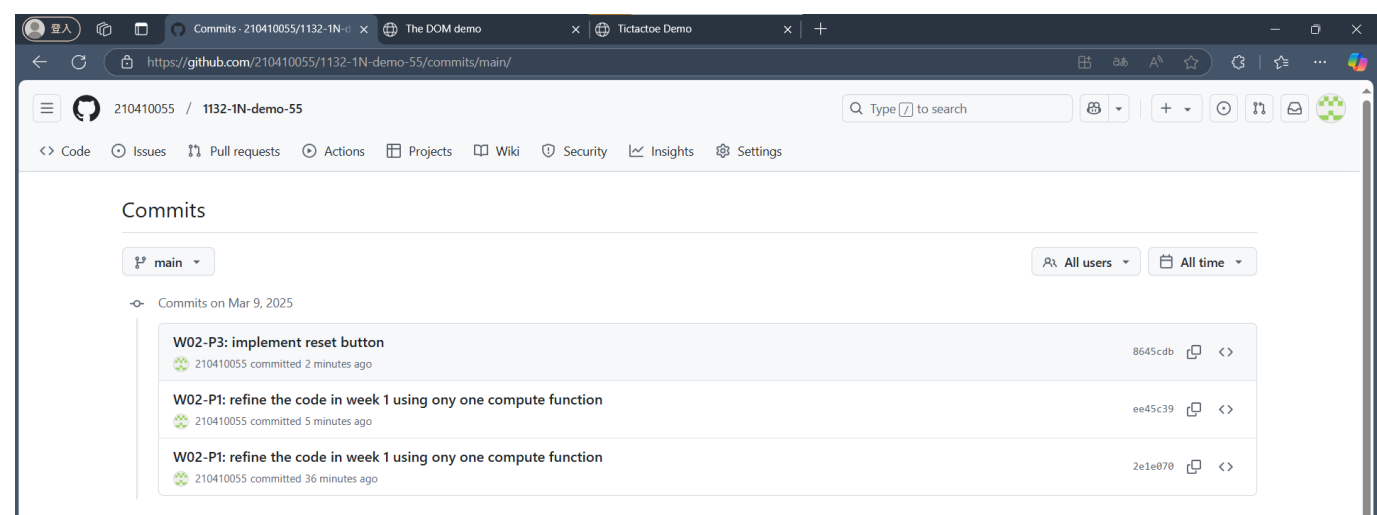 登入
Commits · 210410055/1132-1N-d
The DOM demo
Tictactoe Demo
https://github.com/210410055/1132-1N-demo-55/commits/main/
210410055 / 1132-1N-demo-55
Type / to search
Code
Issues
Pull requests
Actions
Projects
Wiki
Security
Insights
Settings
Commits
main
All users
All time
Commits on Mar 9, 2025
W02-P3: implement reset button
8645cdb
210410055 committed 2 minutes ago
W02-P1: refine the code in week 1 using ony one compute function
ee45c39
210410055 committed 5 minutes ago
W02-P1: refine the code in week 1 using ony one compute function
2e1e070
210410055 committed 36 minutes ago